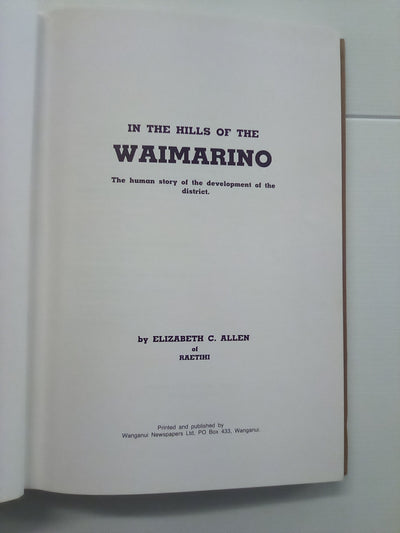 IN THE HILLS OF THE
WAIMARINO
The human story of the development of the
district.
by ELIZABETH C. ALLEN
of
RAETIHI
Printed and published by
Wanganui Newspapers Ltd, PO Box 433, Wanganui.